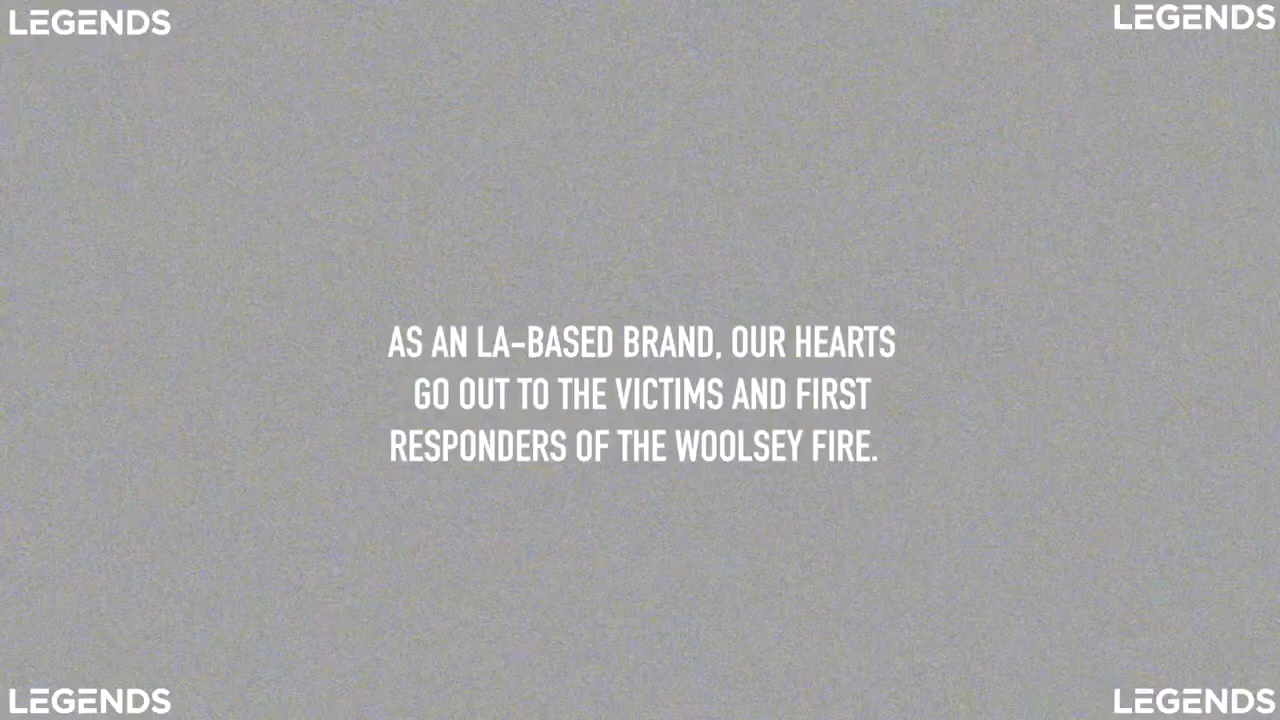 LEGENDS
LEGENDS
AS AN LA-BASED BRAND, OUR HEARTS
GO OUT TO THE VICTIMS AND FIRST
RESPONDERS OF THE WOOLSEY FIRE.
LEGENDS
LEGENDS